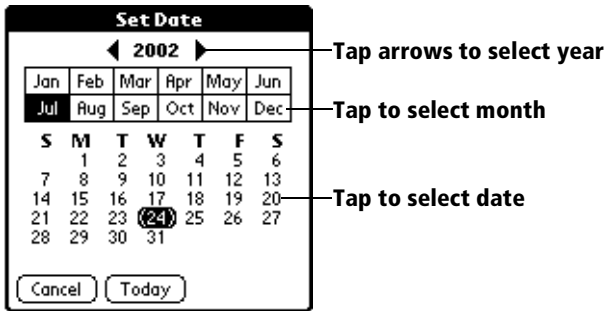 Set Date
2002
Tap arrows to select year
Jan Feb Mar Apr May Jun
Jul Aug Sep Oct Nov Dec
Tap to select month
S M T W T F S
1 2 3 4 5 6
7 8 9 10 11 12 13
14 15 16 17 18 19 20
Tap to select date
21 22 23 24 25 26 27
28 29 30 31
Cancel Today